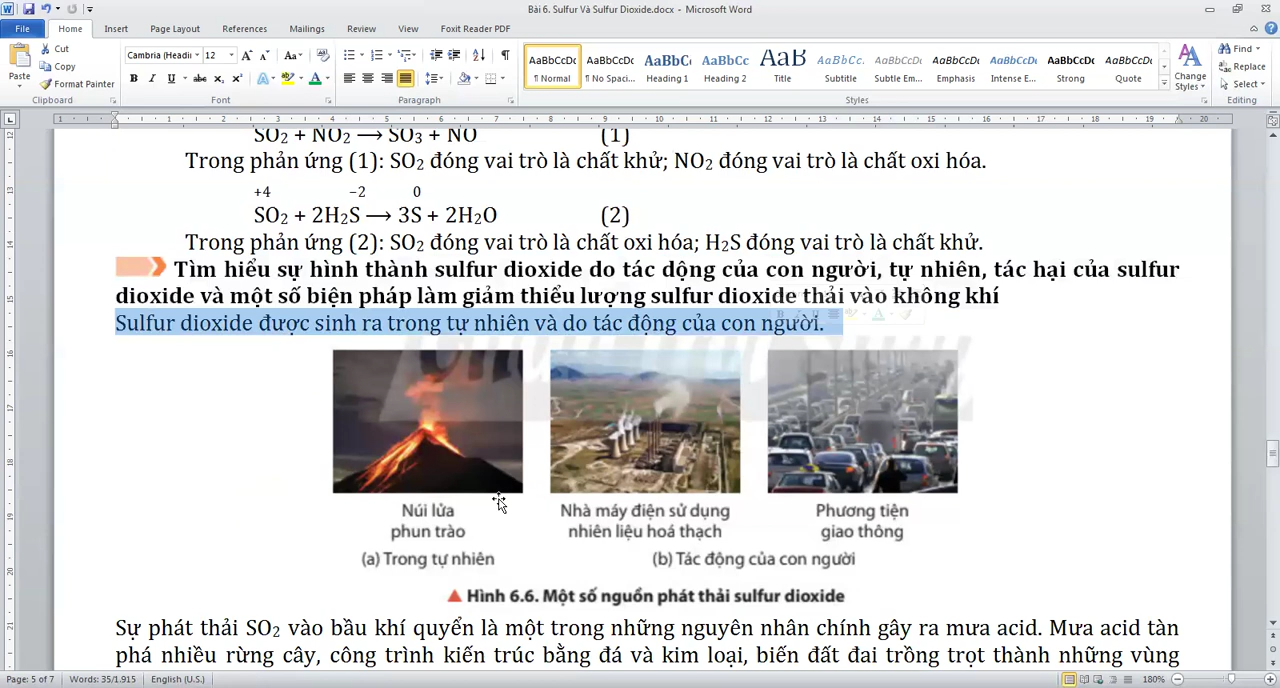 Bài 6. Sulfur Và Sulfur Dioxide.docx - Microsoft Word
File Home Insert Page Layout References Mailings Review View Foxit Reader PDF
Paste
Cut
Copy
Format Painter
Clipboard
Cambria (Headin 12
Font
Paragraph
AaBbCcDc AaBbCcDc AaBbC AaBbCc AaB AaBbCc. AaBbCcDc AaBbCcDc AaBbCcDc AaBbCcDc AaBbCcDc
¶ Normal ¶ No Spaci... Heading 1 Heading 2 Title Subtitle Subtle Em... Emphasis Intense E... Strong Quote
Styles
Change Styles
Find
Replace
Select
Editing
SO₂ + NO₂ ⟶ SO₃ + NO (1)
Trong phản ứng (1): SO₂ đóng vai trò là chất khử; NO₂ đóng vai trò là chất oxi hóa.
+4 −2 0
SO₂ + 2H₂S ⟶ 3S + 2H₂O (2)
Trong phản ứng (2): SO₂ đóng vai trò là chất oxi hóa; H₂S đóng vai trò là chất khử.
Tìm hiểu sự hình thành sulfur dioxide do tác dộng của con người, tự nhiên, tác hại của sulfur
dioxide và một số biện pháp làm giảm thiểu lượng sulfur dioxide thải vào không khí
Sulfur dioxide được sinh ra trong tự nhiên và do tác động của con người.
Núi lửa
phun trào
Nhà máy điện sử dụng
nhiên liệu hoá thạch
Phương tiện
giao thông
(a) Trong tự nhiên
(b) Tác động của con người
▲ Hình 6.6. Một số nguồn phát thải sulfur dioxide
Sự phát thải SO₂ vào bầu khí quyển là một trong những nguyên nhân chính gây ra mưa acid. Mưa acid tàn
phá nhiều rừng cây, công trình kiến trúc bằng đá và kim loại, biến đất đai trồng trọt thành những vùng
Page: 5 of 7 Words: 35/1.915 English (U.S.) 180%